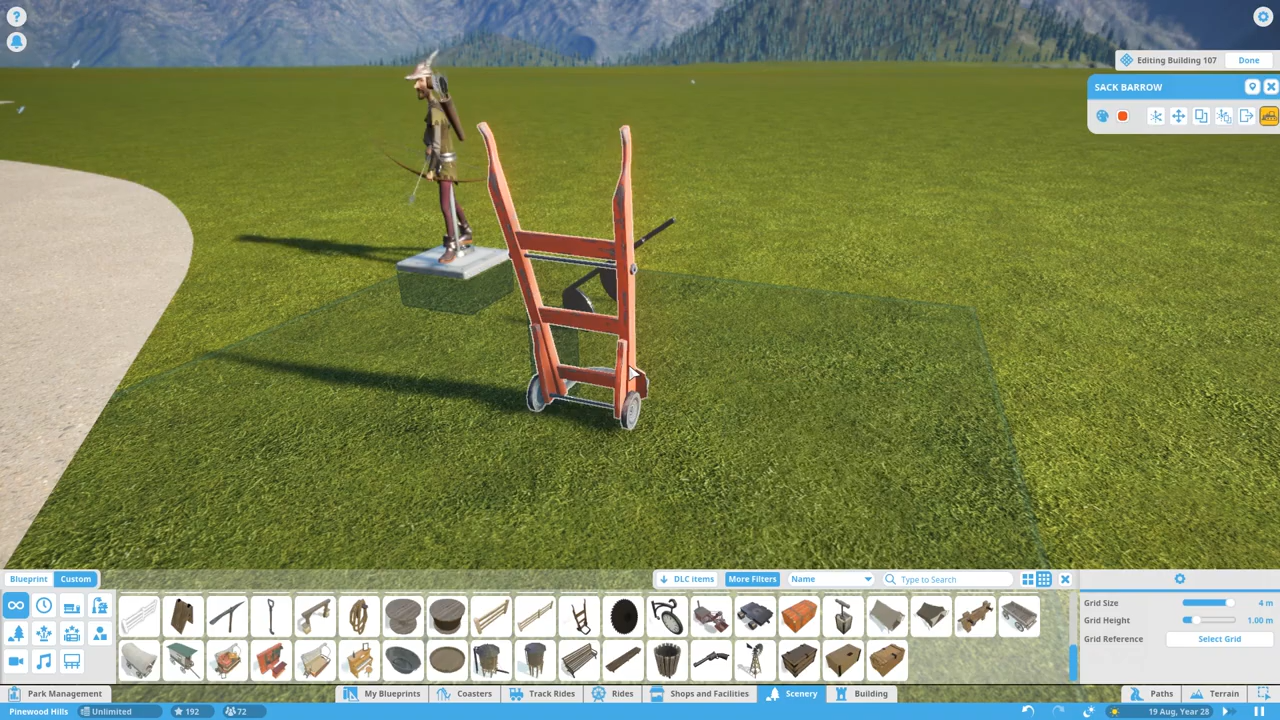 ?
Editing Building 107 Done
SACK BARROW
Blueprint Custom DLC items More Filters Name Type to Search
Grid Size 4 m
Grid Height 1.00 m
Grid Reference Select Grid
Park Management My Blueprints Coasters Track Rides Rides Shops and Facilities Scenery Building Paths Terrain
Pinewood Hills Unlimited 192 72 19 Aug, Year 28